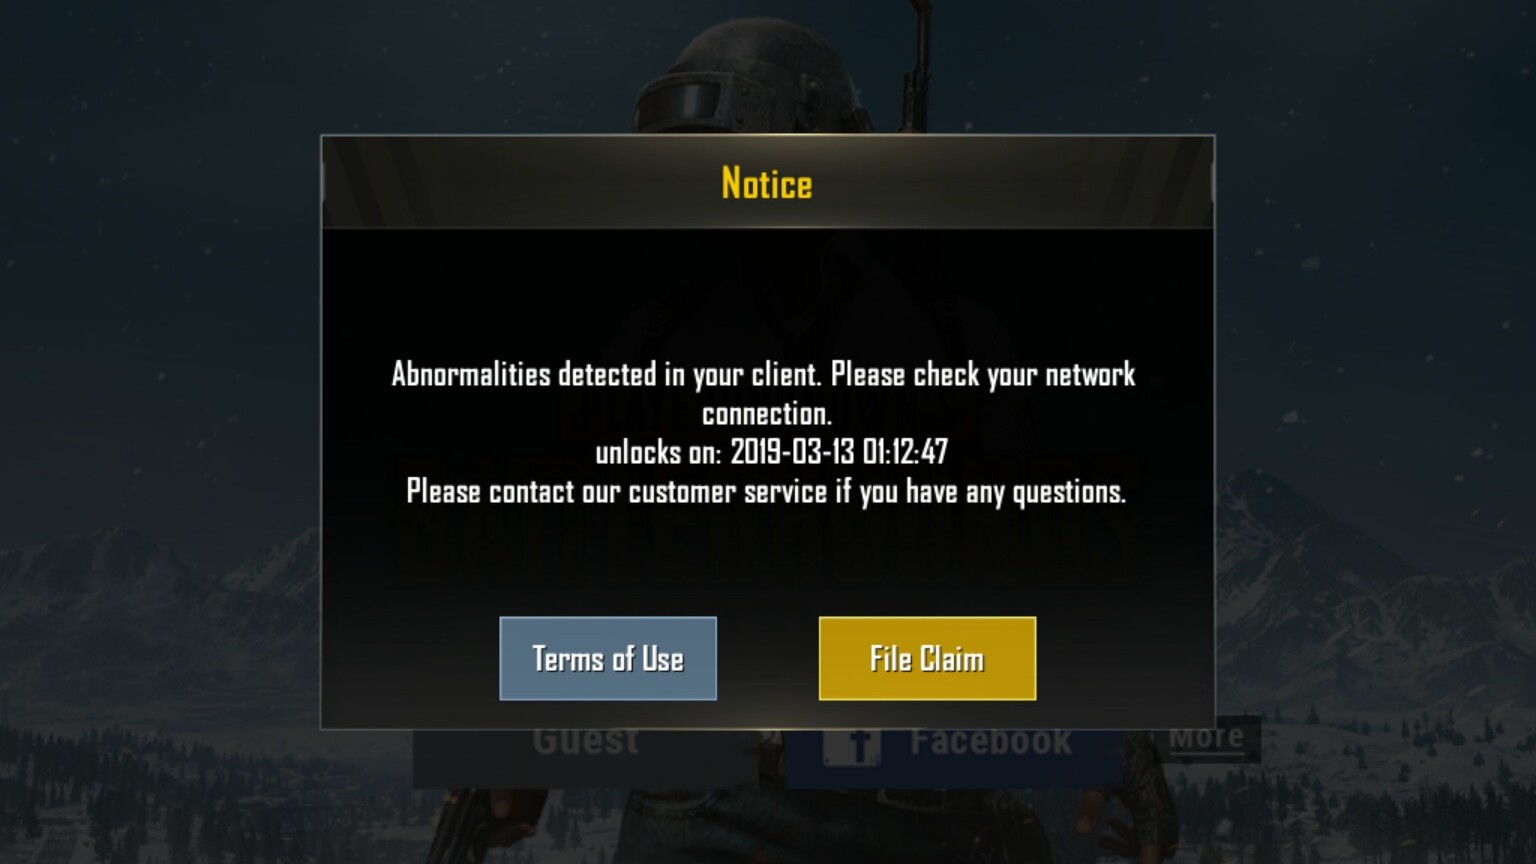 Notice
Abnormalities detected in your client. Please check your network
connection.
unlocks on: 2019-03-13 01:12:47
Please contact our customer service if you have any questions.
Terms of Use
File Claim
Guest
Facebook
More